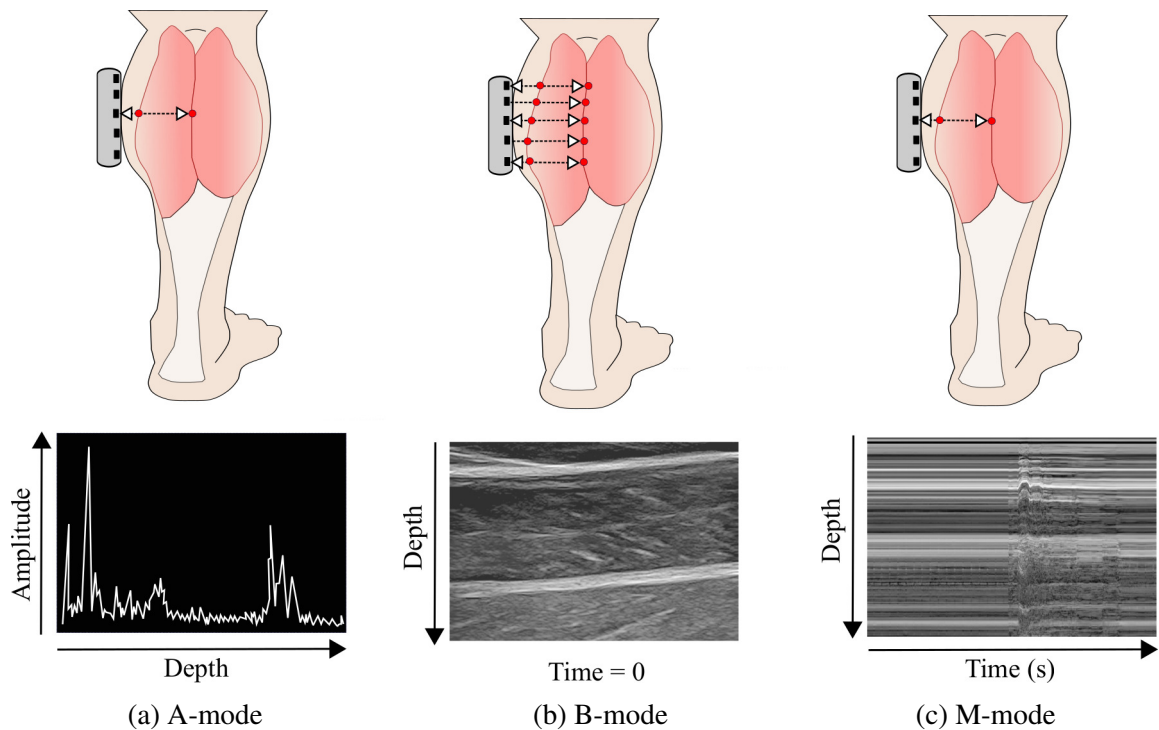 Amplitude
Depth
(a) A-mode
Depth
Time = 0
(b) B-mode
Depth
Time (s)
(c) M-mode